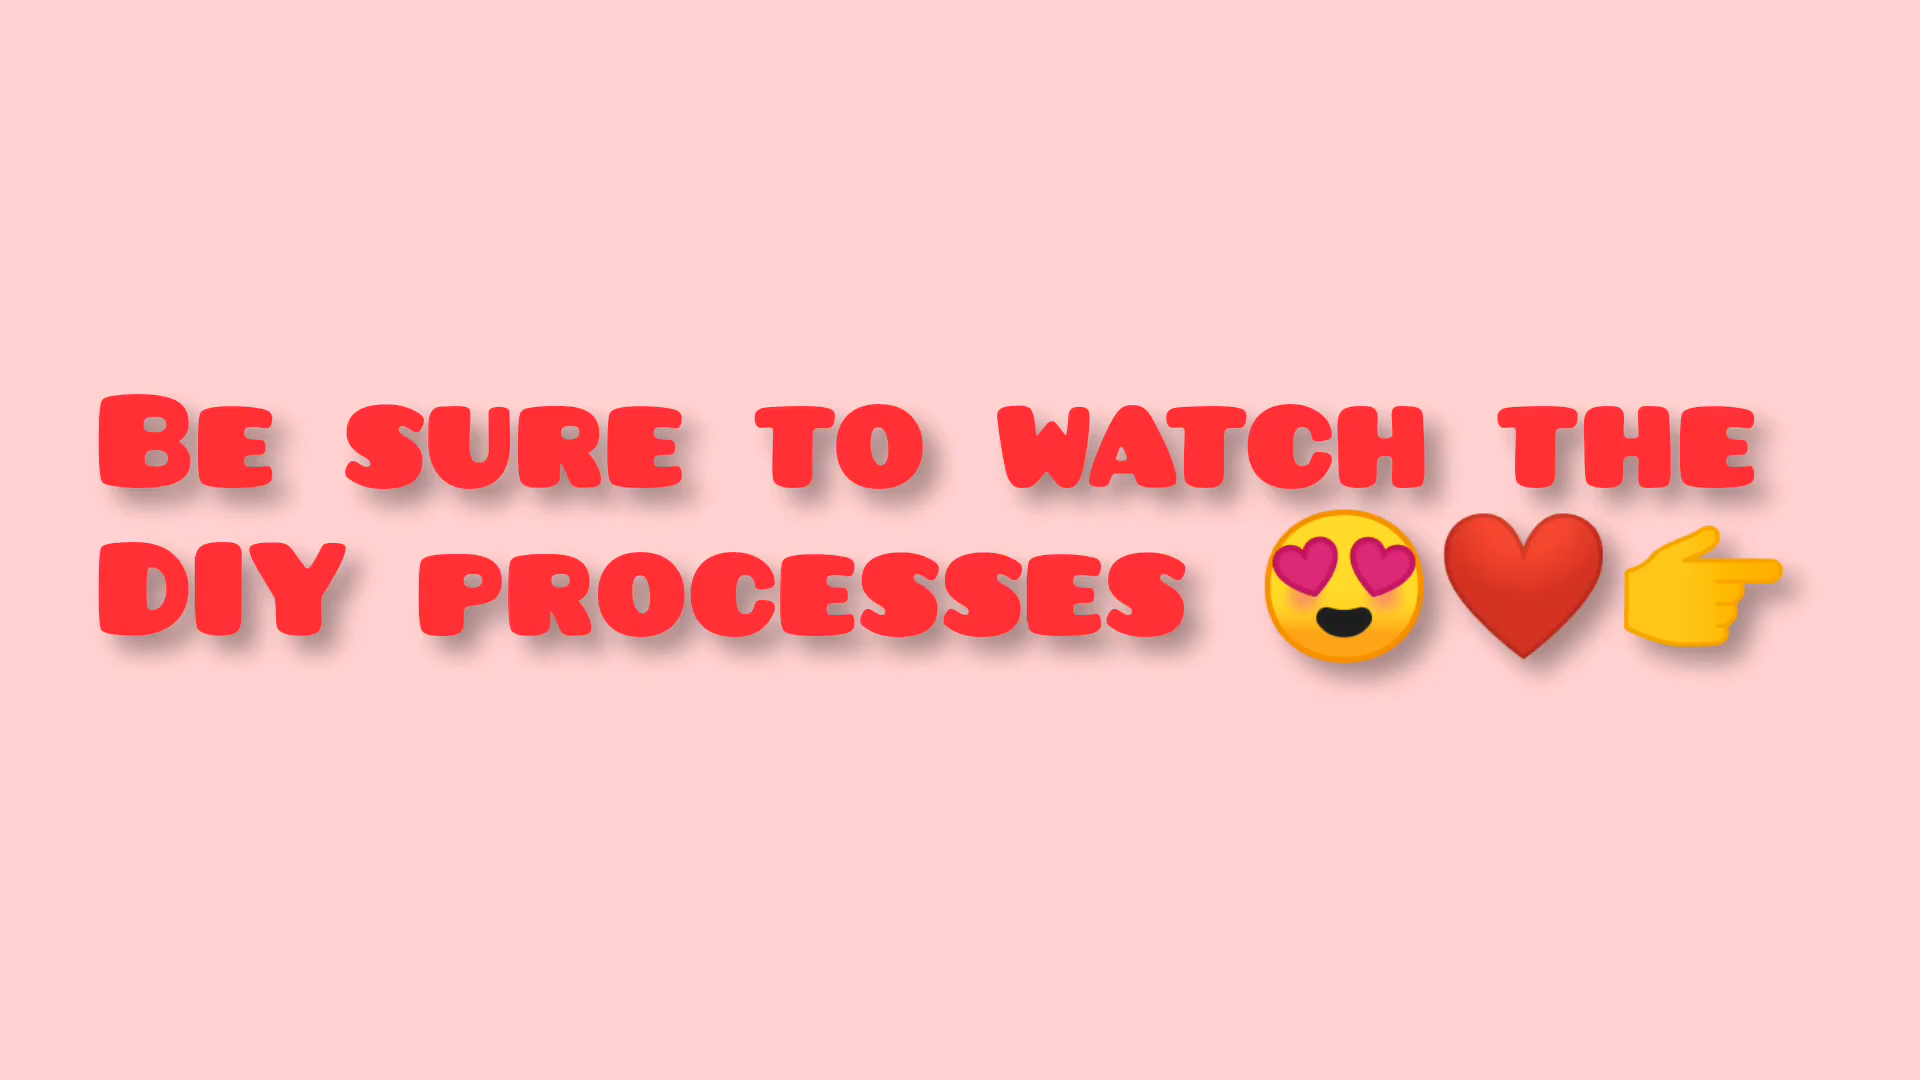 Be sure to watch the
DIY processes 😍❤️👉